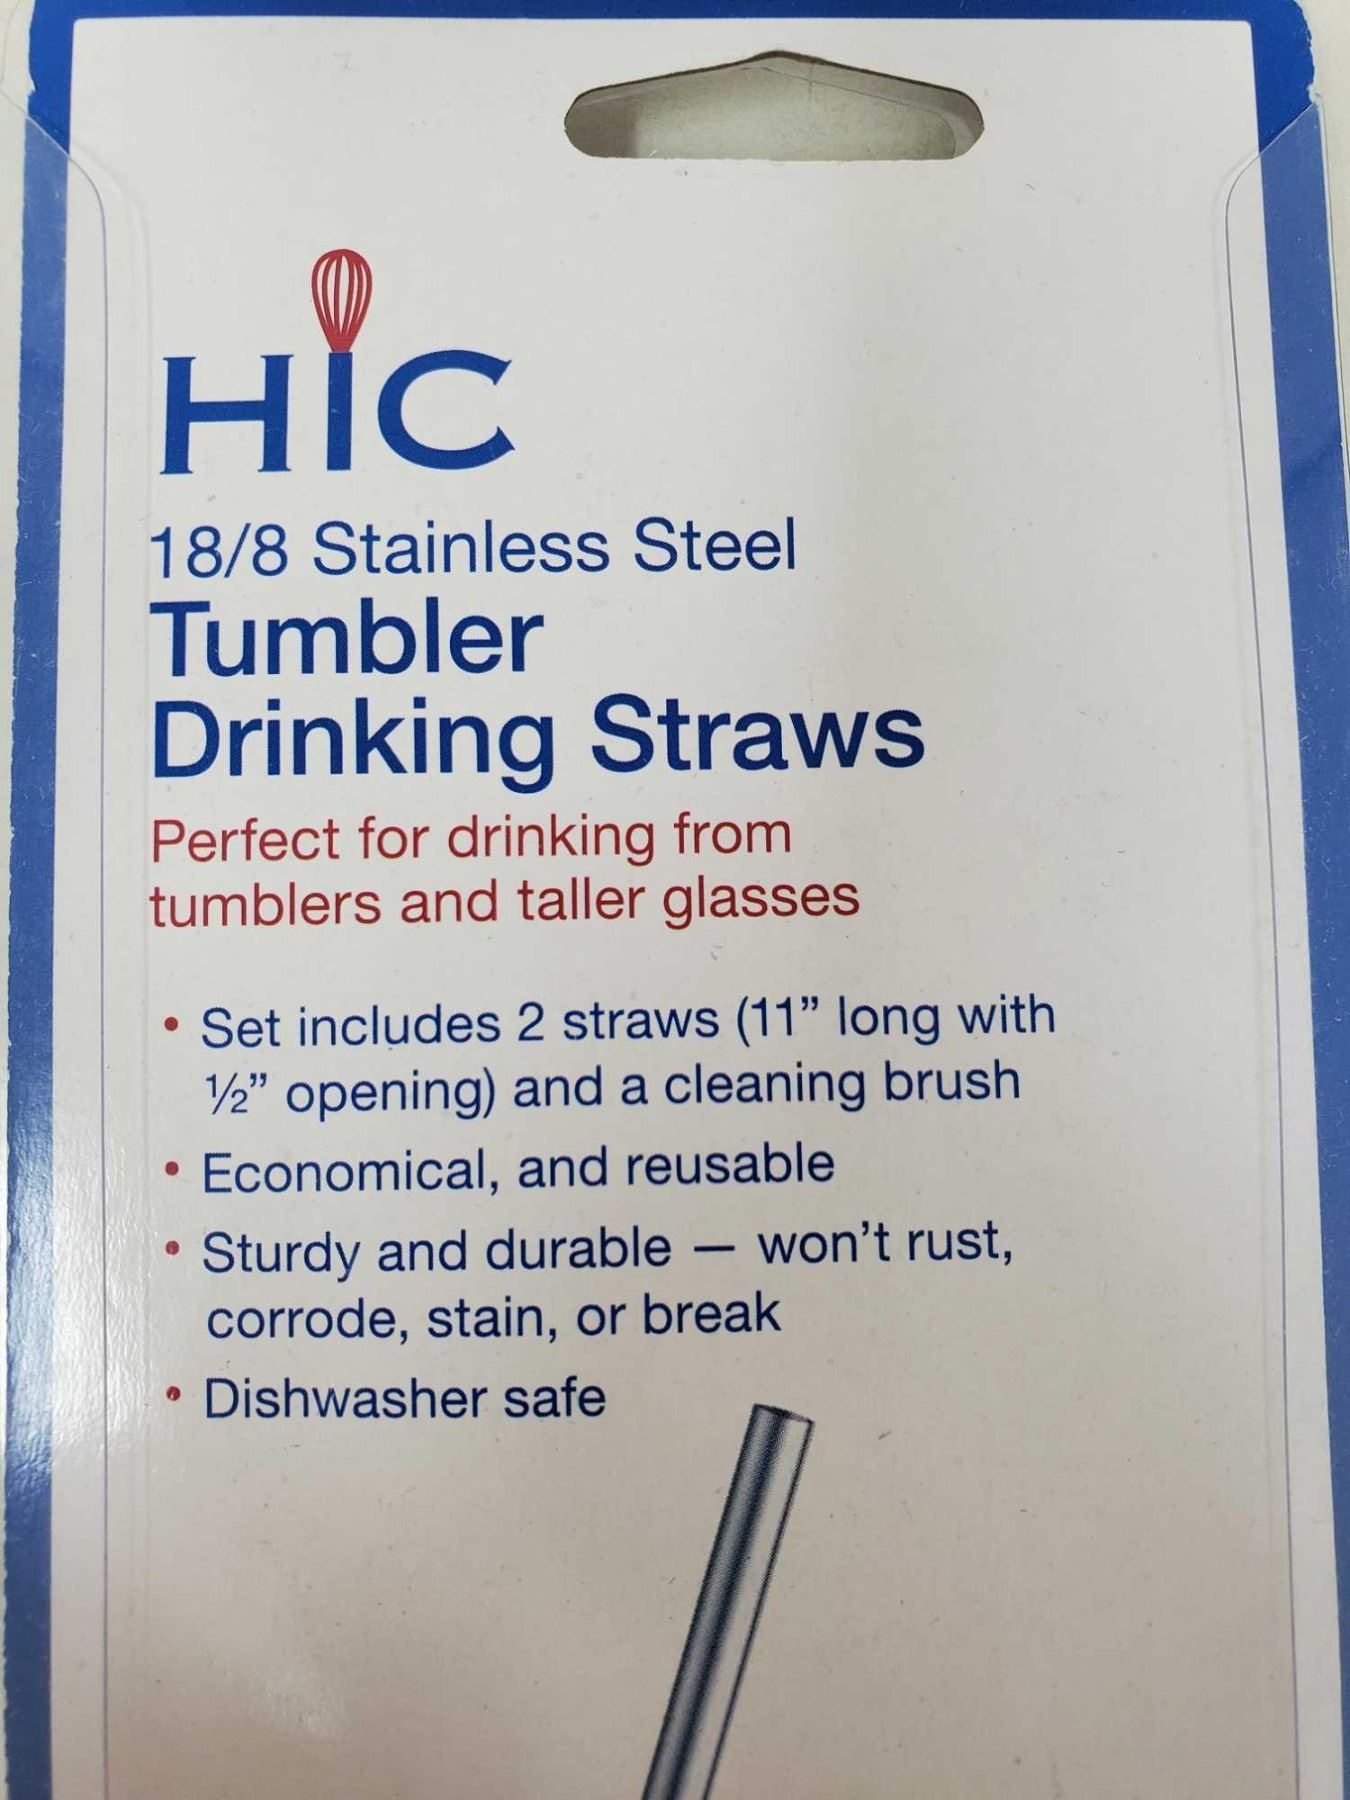 HIC
18/8 Stainless Steel
Tumbler
Drinking Straws
Perfect for drinking from
tumblers and taller glasses
• Set includes 2 straws (11” long with
½” opening) and a cleaning brush
• Economical, and reusable
• Sturdy and durable — won’t rust,
corrode, stain, or break
• Dishwasher safe